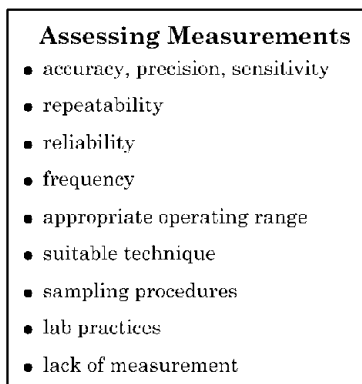 Assessing Measurements
• accuracy, precision, sensitivity
• repeatability
• reliability
• frequency
• appropriate operating range
• suitable technique
• sampling procedures
• lab practices
• lack of measurement